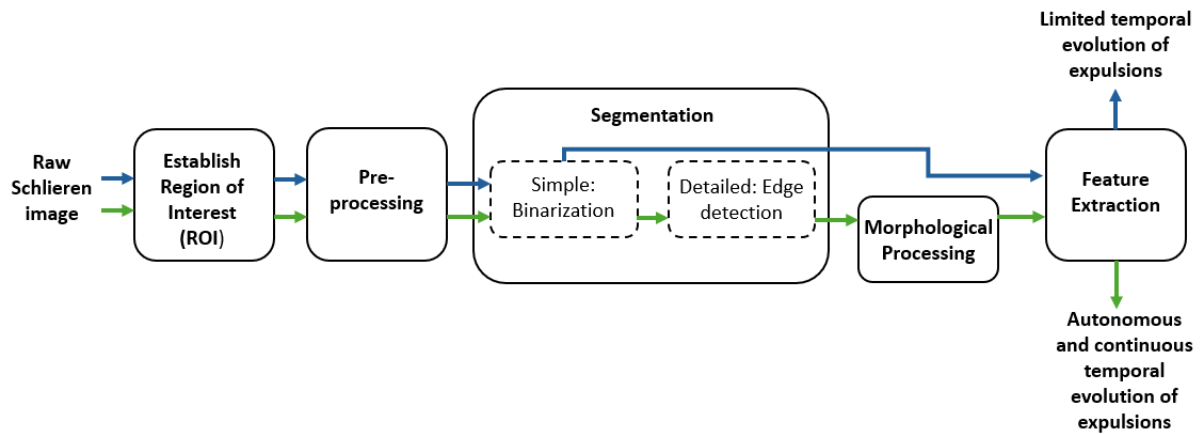 Raw
Schlieren
image
Establish
Region of
Interest
(ROI)
Pre-
processing
Segmentation
Simple:
Binarization
Detailed: Edge
detection
Morphological
Processing
Feature
Extraction
Limited temporal
evolution of
expulsions
Autonomous
and continuous
temporal
evolution of
expulsions